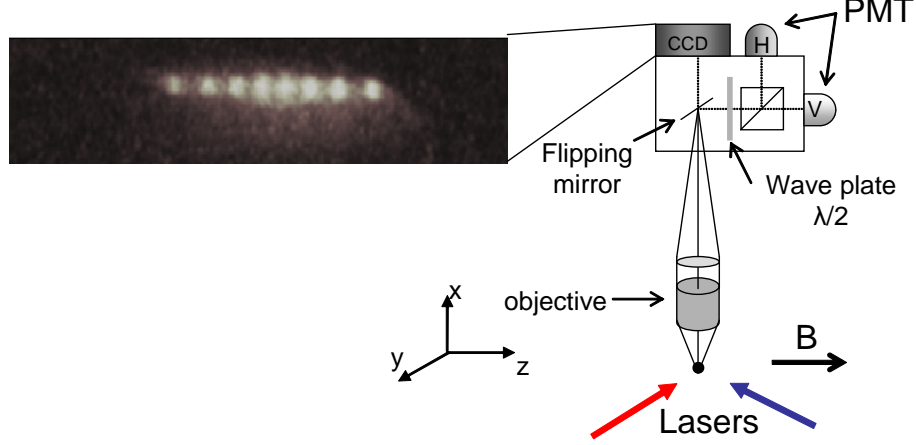 PMT
CCD
H
V
Flipping
mirror
Wave plate
λ/2
objective
x
y
z
B
Lasers